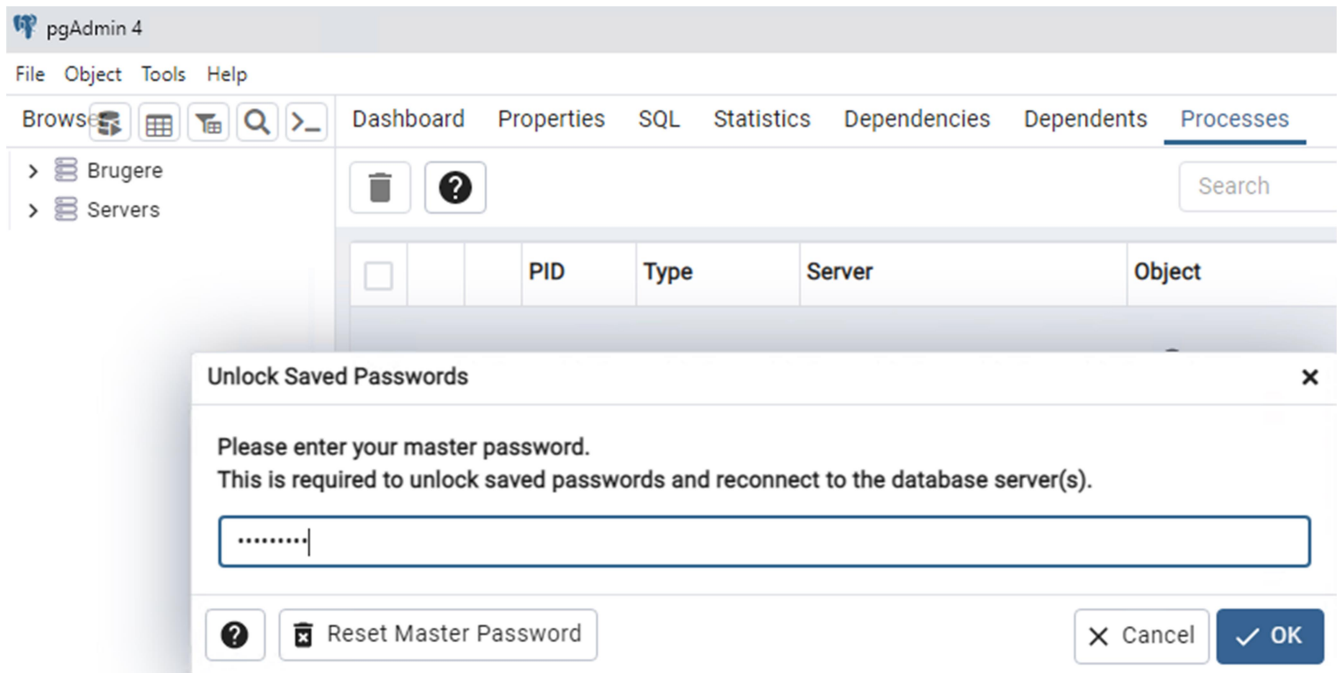 pgAdmin 4
File Object Tools Help
Dashboard Properties SQL Statistics Dependencies Dependents Processes
Brugere
Servers
Search
PID Type Server Object
Unlock Saved Passwords
Please enter your master password.
This is required to unlock saved passwords and reconnect to the database server(s).
Reset Master Password
Cancel
OK